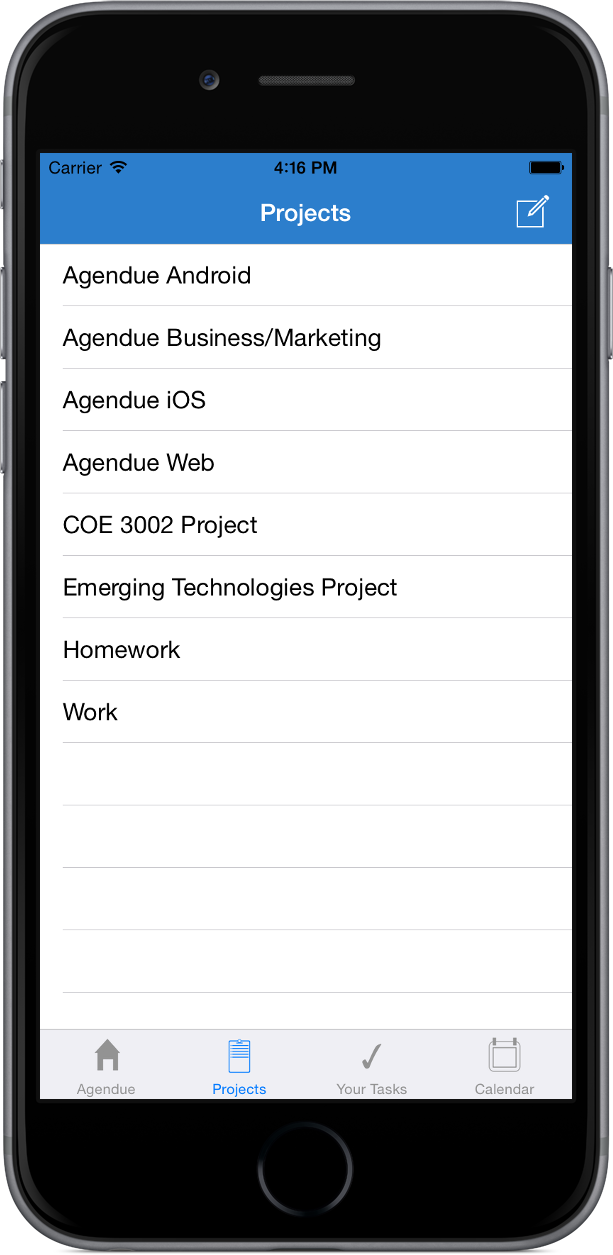 Carrier 4:16 PM
Projects
Agendue Android
Agendue Business/Marketing
Agendue iOS
Agendue Web
COE 3002 Project
Emerging Technologies Project
Homework
Work
Agendue Projects Your Tasks Calendar